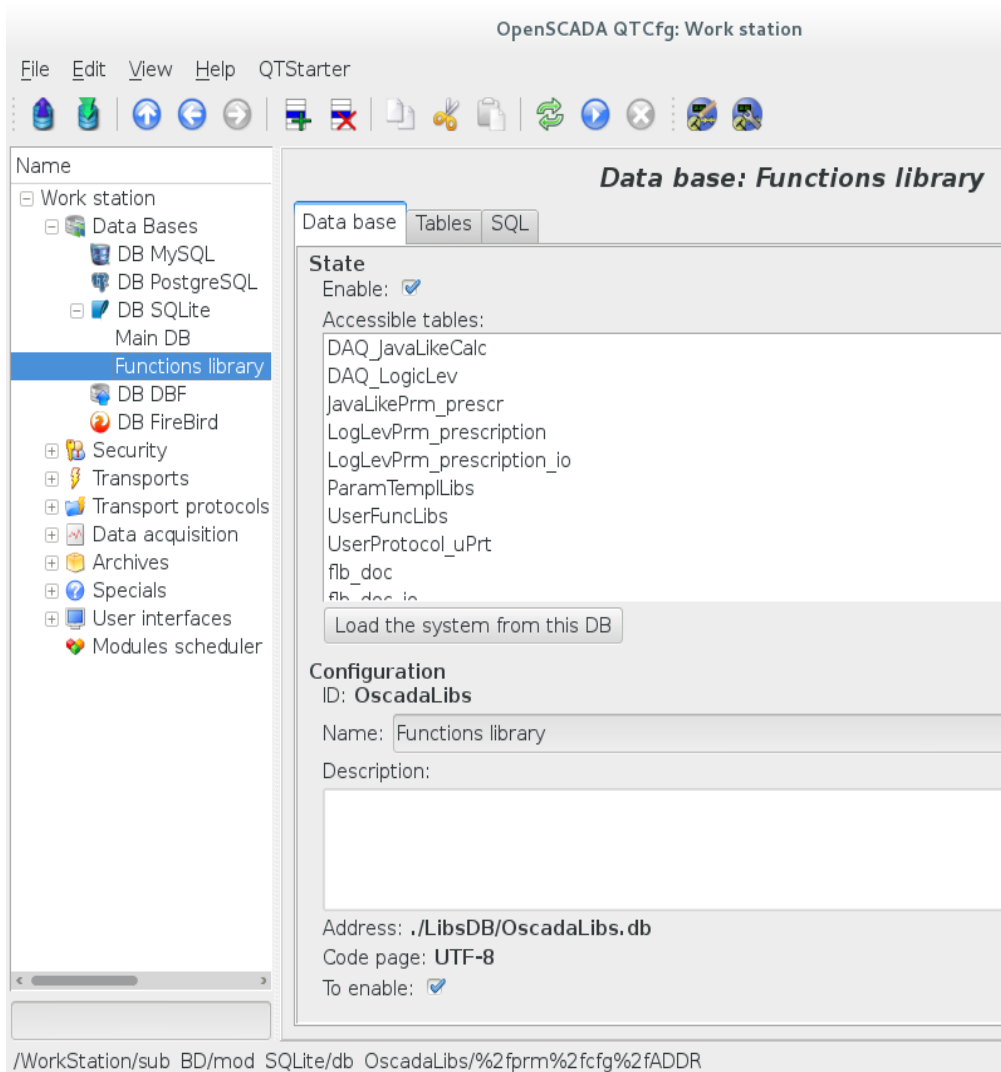 OpenSCADA QTCfg: Work station
File Edit View Help QTStarter
Name
Work station
Data Bases
DB MySQL
DB PostgreSQL
DB SQLite
Main DB
Functions library
DB DBF
DB FireBird
Security
Transports
Transport protocols
Data acquisition
Archives
Specials
User interfaces
Modules scheduler
Data base: Functions library
Data base Tables SQL
State
Enable:
Accessible tables:
DAQ_JavaLikeCalc
DAQ_LogicLev
JavaLikePrm_prescr
LogLevPrm_prescription
LogLevPrm_prescription_io
ParamTemplLibs
UserFuncLibs
UserProtocol_uPrt
flb_doc
flb_doc_io
Load the system from this DB
Configuration
ID: OscadaLibs
Name: Functions library
Description:
Address: ./LibsDB/OscadaLibs.db
Code page: UTF-8
To enable:
/WorkStation/sub_BD/mod_SQLite/db_OscadaLibs/%2fprm%2fcfg%2fADDR